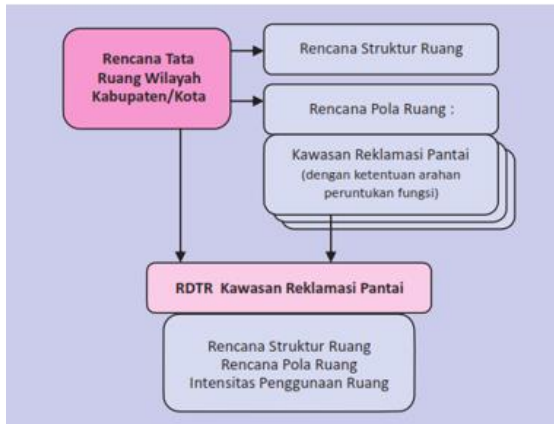 Rencana Tata
Ruang Wilayah
Kabupaten/Kota
Rencana Struktur Ruang
Rencana Pola Ruang :
Kawasan Reklamasi Pantai
(dengan ketentuan arahan
peruntukan fungsi)
RDTR Kawasan Reklamasi Pantai
Rencana Struktur Ruang
Rencana Pola Ruang
Intensitas Penggunaan Ruang